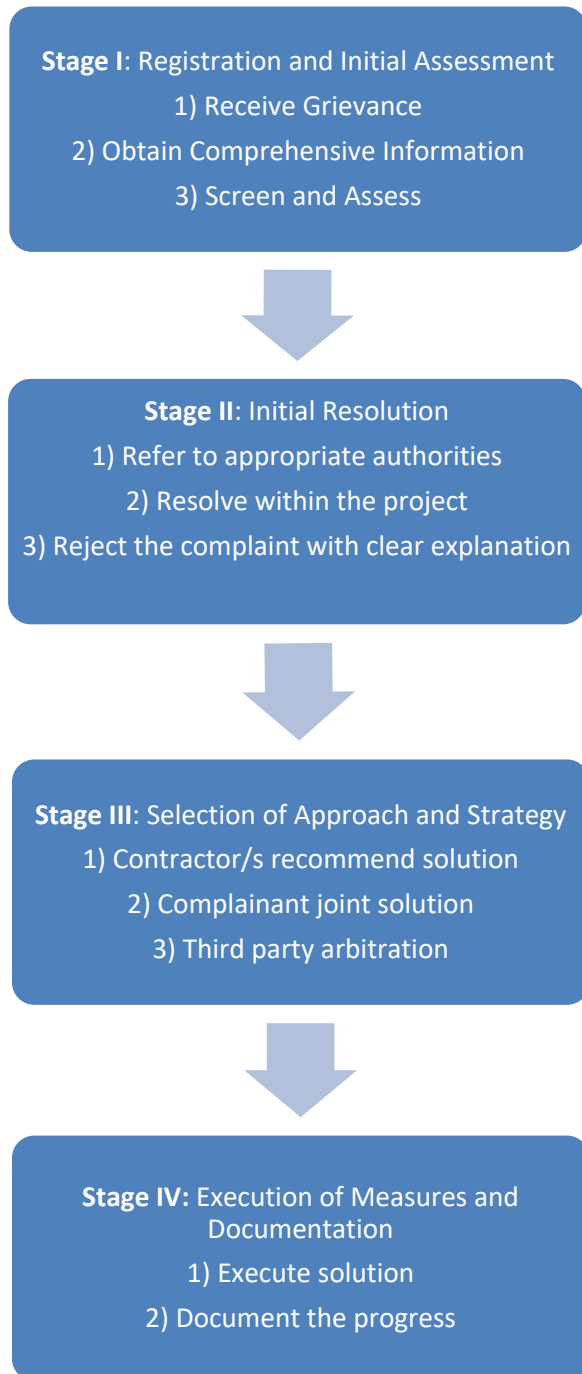 Stage I: Registration and Initial Assessment
1) Receive Grievance
2) Obtain Comprehensive Information
3) Screen and Assess
Stage II: Initial Resolution
1) Refer to appropriate authorities
2) Resolve within the project
3) Reject the complaint with clear explanation
Stage III: Selection of Approach and Strategy
1) Contractor/s recommend solution
2) Complainant joint solution
3) Third party arbitration
Stage IV: Execution of Measures and
Documentation
1) Execute solution
2) Document the progress